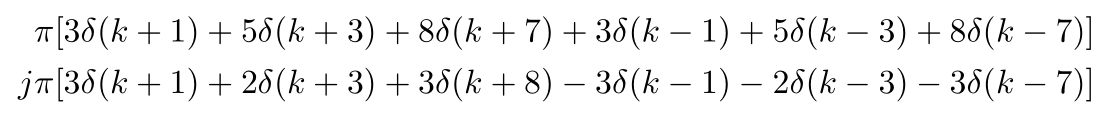 π[3δ(k + 1) + 5δ(k + 3) + 8δ(k + 7) + 3δ(k − 1) + 5δ(k − 3) + 8δ(k − 7)]
jπ[3δ(k + 1) + 2δ(k + 3) + 3δ(k + 8) − 3δ(k − 1) − 2δ(k − 3) − 3δ(k − 7)]